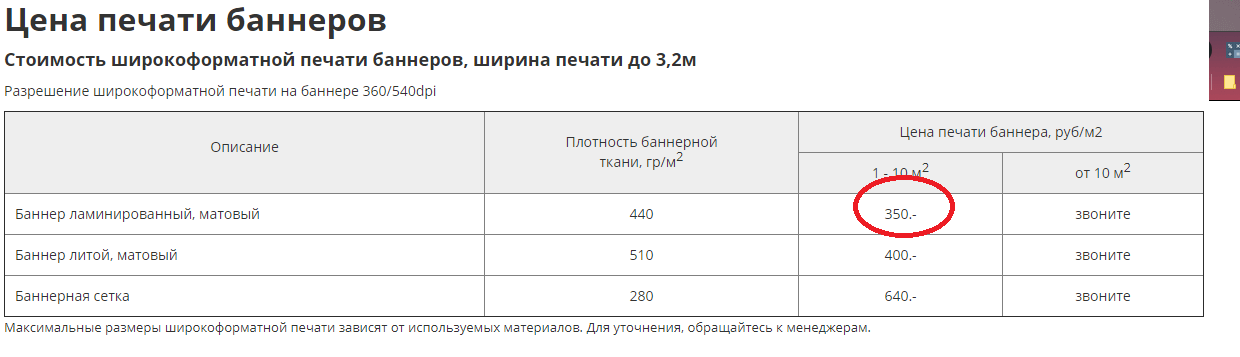 Цена печати баннеров
Стоимость широкоформатной печати баннеров, ширина печати до 3,2м
Разрешение широкоформатной печати на баннере 360/540dpi
Описание
Плотность баннерной
ткани, гр/м2
Цена печати баннера, руб/м2
1 - 10 м2
от 10 м2
Баннер ламинированный, матовый 440 350.- звоните
Баннер литой, матовый 510 400.- звоните
Баннерная сетка 280 640.- звоните
Максимальные размеры широкоформатной печати зависят от используемых материалов. Для уточнения, обращайтесь к менеджерам.